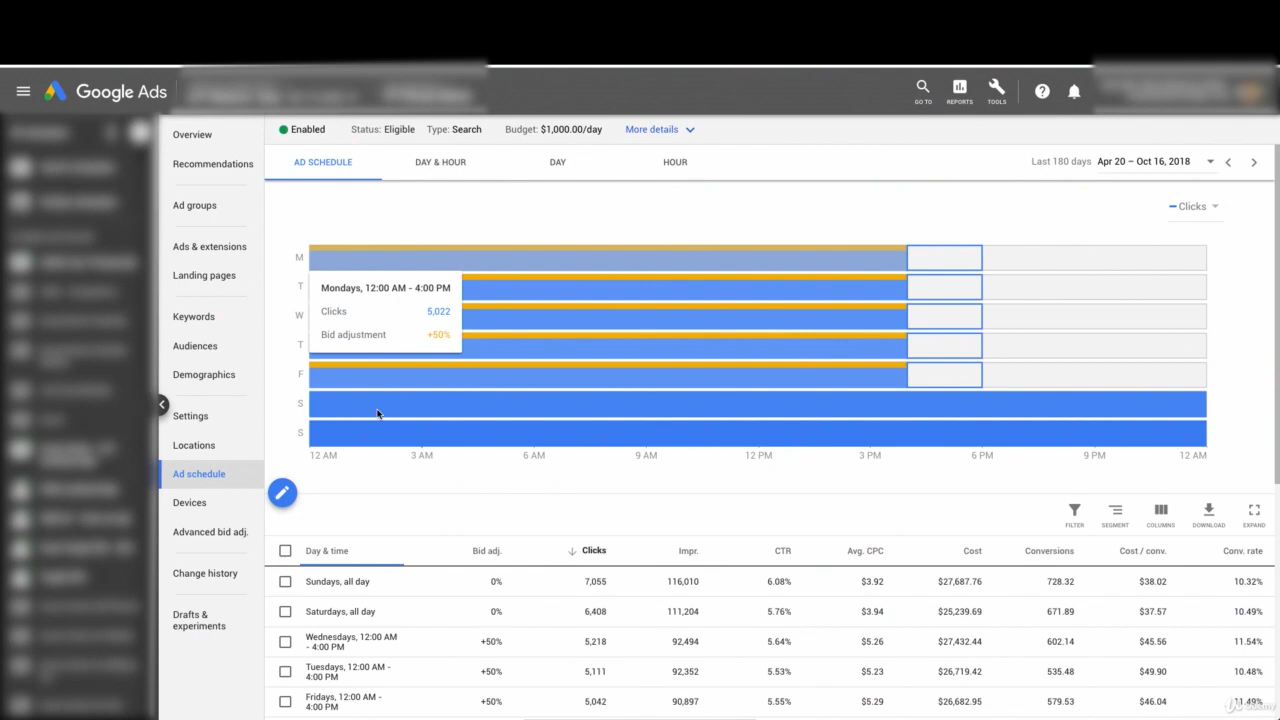 Google Ads
GO TO
REPORTS
TOOLS
Overview
Recommendations
Ad groups
Ads & extensions
Landing pages
Keywords
Audiences
Demographics
Settings
Locations
Ad schedule
Devices
Advanced bid adj.
Change history
Drafts &
experiments
Enabled Status: Eligible Type: Search Budget: $1,000.00/day More details
AD SCHEDULE DAY & HOUR DAY HOUR Last 180 days Apr 20 – Oct 16, 2018
Clicks
M
T
W
T
F
S
S
Mondays, 12:00 AM - 4:00 PM
Clicks 5,022
Bid adjustment +50%
12 AM 3 AM 6 AM 9 AM 12 PM 3 PM 6 PM 9 PM 12 AM
FILTER SEGMENT COLUMNS DOWNLOAD EXPAND
Day & time Bid adj. Clicks Impr. CTR Avg. CPC Cost Conversions Cost / conv. Conv. rate
Sundays, all day 0% 7,055 116,010 6.08% $3.92 $27,687.76 728.32 $38.02 10.32%
Saturdays, all day 0% 6,408 111,204 5.76% $3.94 $25,239.69 671.89 $37.57 10.49%
Wednesdays, 12:00 AM
- 4:00 PM +50% 5,218 92,494 5.64% $5.26 $27,432.44 602.14 $45.56 11.54%
Tuesdays, 12:00 AM -
4:00 PM +50% 5,111 92,352 5.53% $5.23 $26,719.42 535.48 $49.90 10.48%
Fridays, 12:00 AM -
4:00 PM +50% 5,042 90,897 5.55% $5.29 $26,682.95 579.53 $46.04 11.49%
Udemy